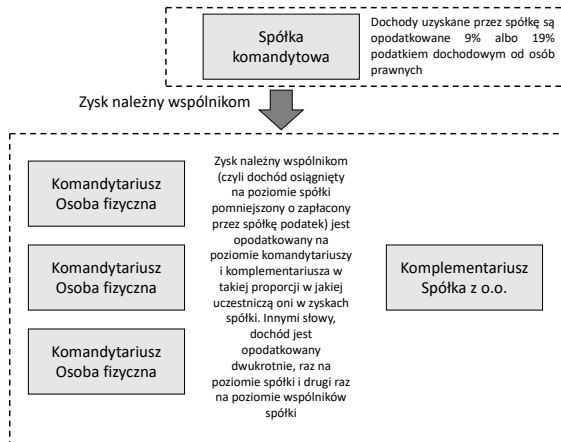 Spółka
komandytowa
Dochody uzyskane przez spółkę są
opodatkowane 9% albo 19%
podatkiem dochodowym od osób
prawnych
Zysk należny wspólnikom
Komandytariusz
Osoba fizyczna
Komandytariusz
Osoba fizyczna
Komandytariusz
Osoba fizyczna
Zysk należny wspólnikom
(czyli dochód osiągnięty
na poziomie spółki
pomniejszony o zapłacony
przez spółkę podatek) jest
opodatkowany na
poziomie komandytariuszy
i komplementariusza w
takiej proporcji w jakiej
uczestniczą oni w zyskach
spółki. Innymi słowy,
dochód jest
opodatkowany
dwukrotnie, raz na
poziomie spółki i drugi raz
na poziomie wspólników
spółki
Komplementariusz
Spółka z o.o.